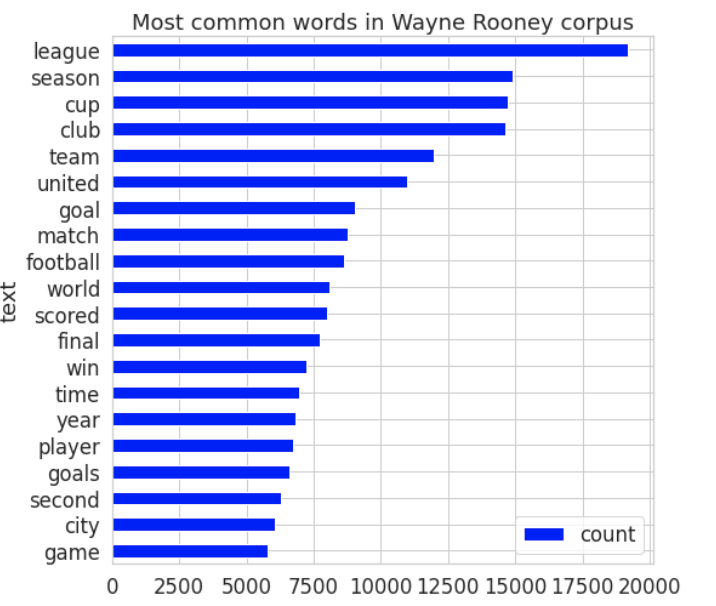 Most common words in Wayne Rooney corpus
league
season
cup
club
team
united
goal
match
football
world
scored
final
win
time
year
player
goals
second
city
game
text
count
0 2500 5000 7500 10000 12500 15000 17500 20000